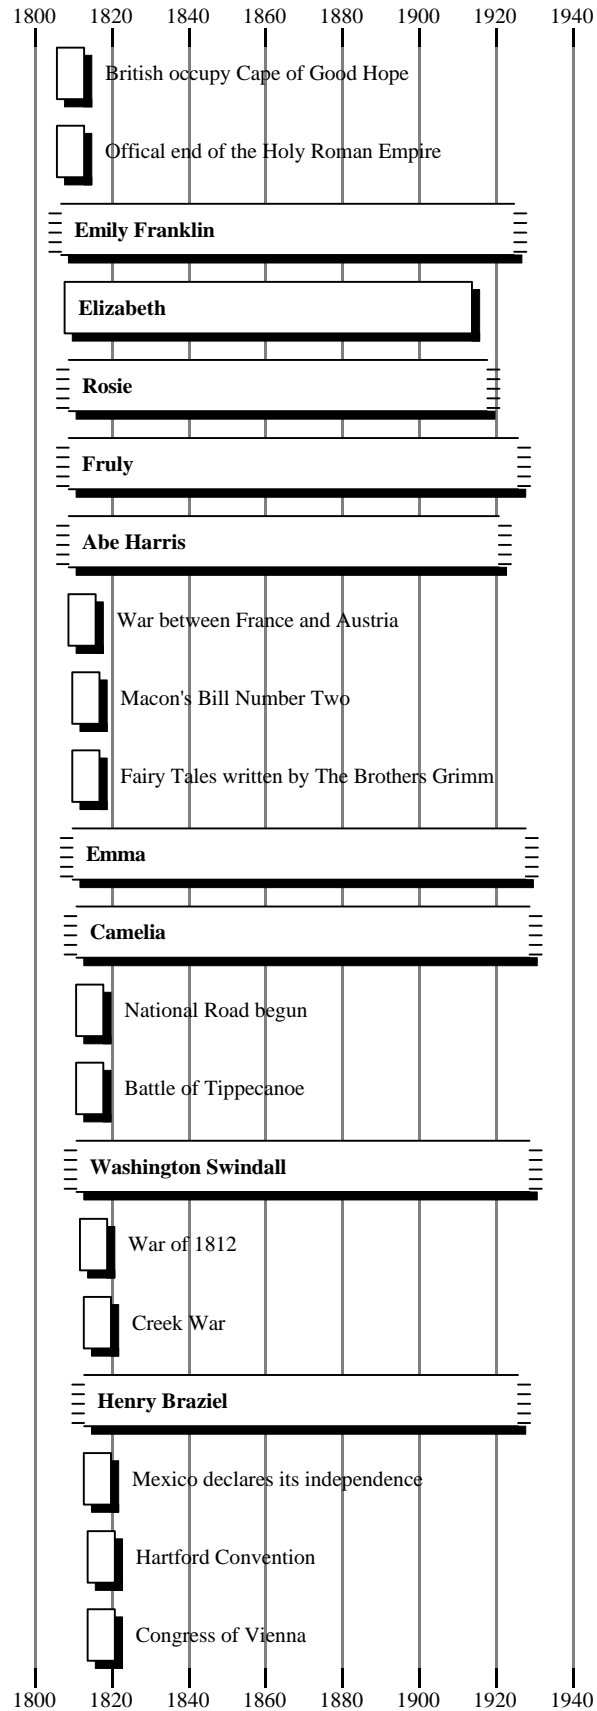 1800 1820 1840 1860 1880 1900 1920 1940
British occupy Cape of Good Hope
Offical end of the Holy Roman Empire
Emily Franklin
Elizabeth
Rosie
Fruly
Abe Harris
War between France and Austria
Macon's Bill Number Two
Fairy Tales written by The Brothers Grimm
Emma
Camelia
National Road begun
Battle of Tippecanoe
Washington Swindall
War of 1812
Creek War
Henry Braziel
Mexico declares its independence
Hartford Convention
Congress of Vienna
1800 1820 1840 1860 1880 1900 1920 1940